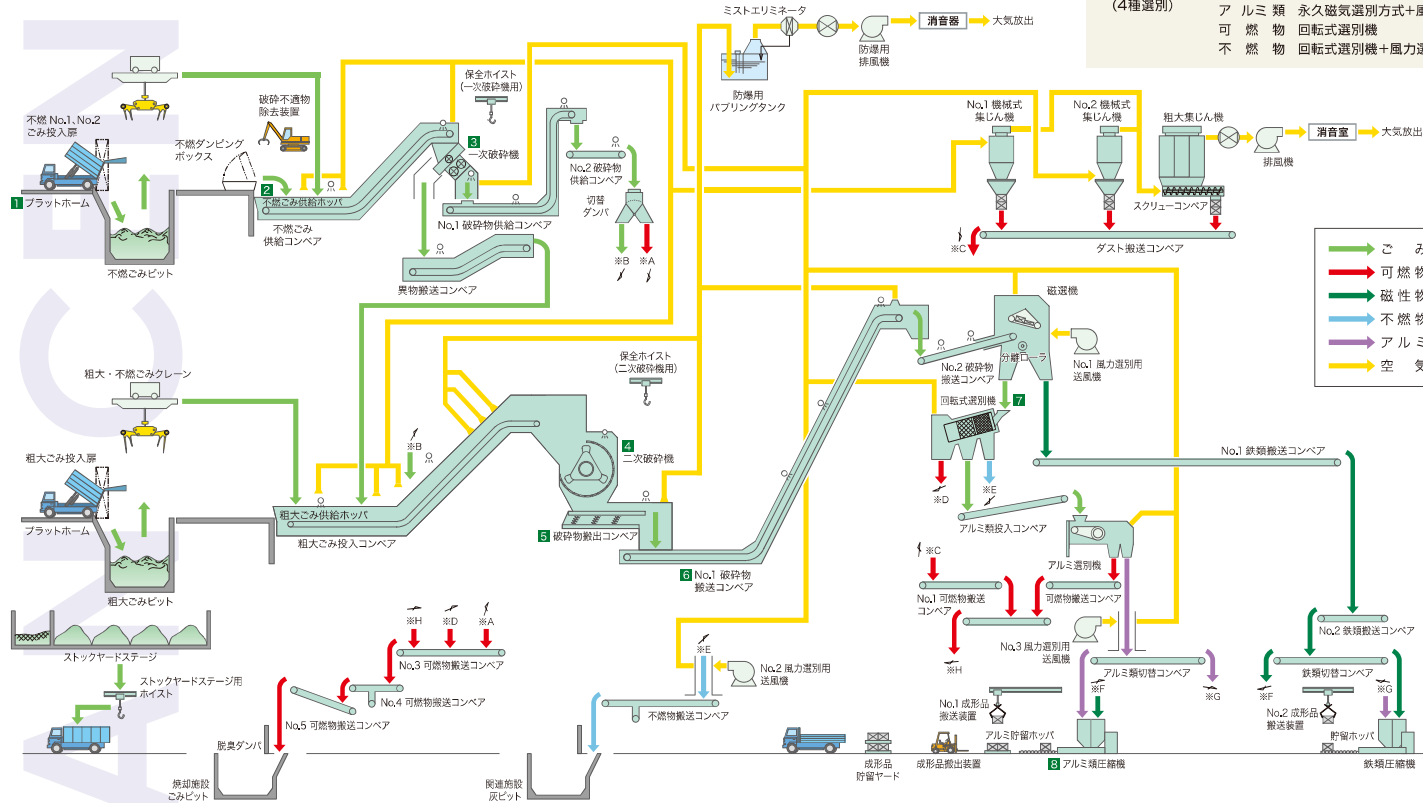 (4種選別)
アルミ類 永久磁気選別方式+風
可燃物 回転式選別機
不燃物 回転式選別機+風力選
ミストエリミネータ
消音器
大気放出
防爆用
排風機
防爆用
バブリングタンク
保全ホイスト
(一次破砕機用)
破砕不適物
除去装置
不燃 No.1、No.2
ごみ投入扉
不燃ダンピング
ボックス
3
一次破砕機
No.2 破砕物
供給コンベア
No.1 機械式
集じん機
No.2 機械式
集じん機
粗大集じん機
消音室
大気放出
排風機
スクリューコンベア
2
不燃ごみ供給ホッパ
1 プラットホーム
不燃ごみ
供給コンベア
No.1 破砕物供給コンベア
切替
ダンパ
※B
※A
※C
ダスト搬送コンベア
不燃ごみピット
異物搬送コンベア
ごみ
可燃物
磁性物
不燃物
アルミ
空気
磁選機
分離ローラ
No.1 風力選別用
送風機
No.2 破砕物
搬送コンベア
保全ホイスト
(二次破砕機用)
粗大・不燃ごみクレーン
回転式選別機
7
粗大ごみ投入扉
※B
4
二次破砕機
No.1 鉄類搬送コンベア
※D
※E
プラットホーム
粗大ごみ供給ホッパ
粗大ごみ投入コンベア
5 破砕物搬出コンベア
アルミ類投入コンベア
6 No.1 破砕物
搬送コンベア
アルミ選別機
※C
粗大ごみピット
No.1 可燃物搬送
コンベア
可燃物搬送コンベア
※H
※D
※A
No.2 鉄類搬送コンベア
ストックヤードステージ
※E
No.3 可燃物搬送コンベア
※H
No.3 風力選別用
送風機
No.2 風力選別用
送風機
アルミ類切替コンベア
鉄類切替コンベア
ストックヤードステージ用
ホイスト
※F
※G
※F
※G
No.4 可燃物搬送コンベア
No.5 可燃物搬送コンベア
不燃物搬送コンベア
No.1 成形品
搬送装置
No.2 成形品
搬送装置
脱臭ダンパ
アルミ貯留ホッパ
貯留ホッパ
成形品
貯留ヤード
成形品搬出装置
8 アルミ類圧縮機
鉄類圧縮機
焼却施設
ごみピット
関連施設
灰ピット